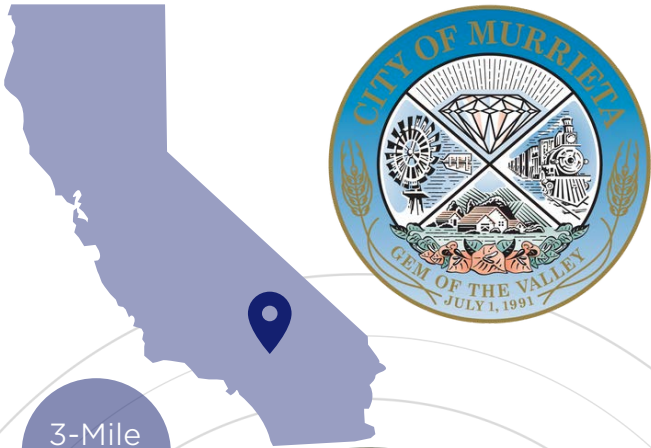 CITY OF MURRIETA
GEM OF THE VALLEY
JULY 1, 1991
3-Mile